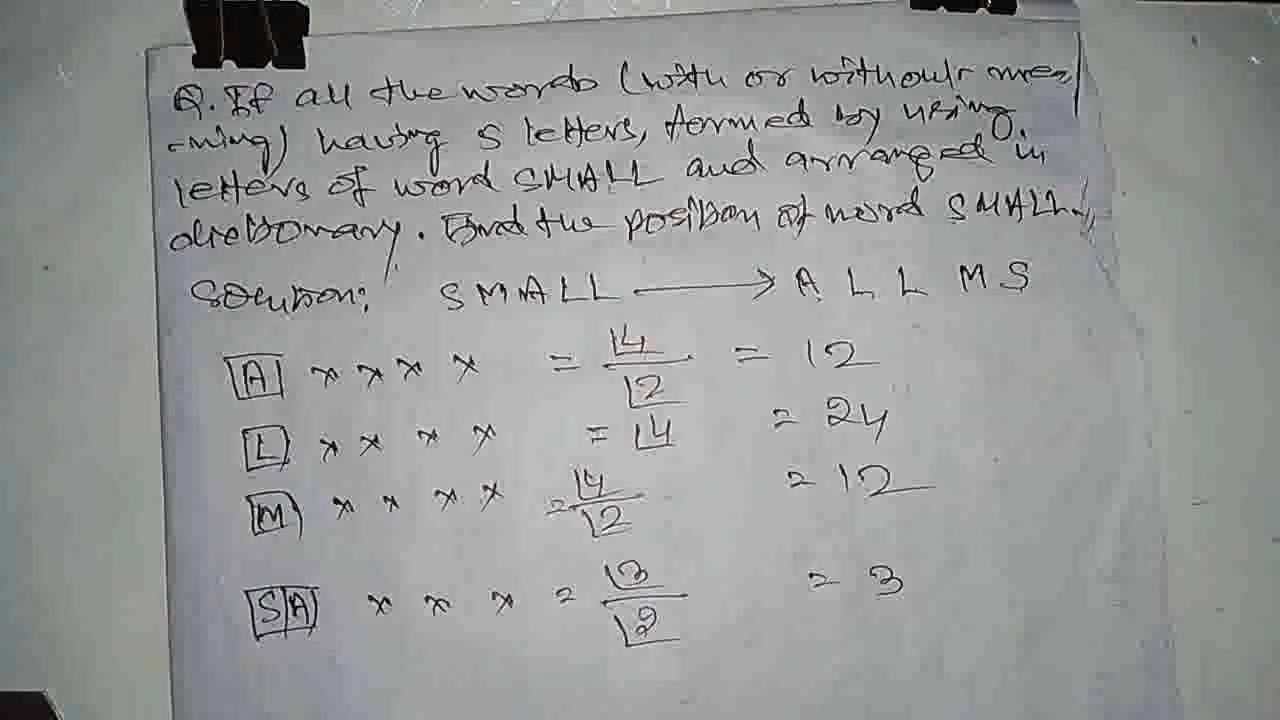 Q. If all the words (with or without mea
-ning) having 5 letters, formed by using
letters of word SMALL and arranged in
dictionary. Find the position of word SMALL.
Solution: SMALL → A L L M S
A × × × × = |4 / |2 = 12
L × × × × = |4 = 24
M × × × × = |4 / |2 = 12
S A × × × = |3 / |2 = 3